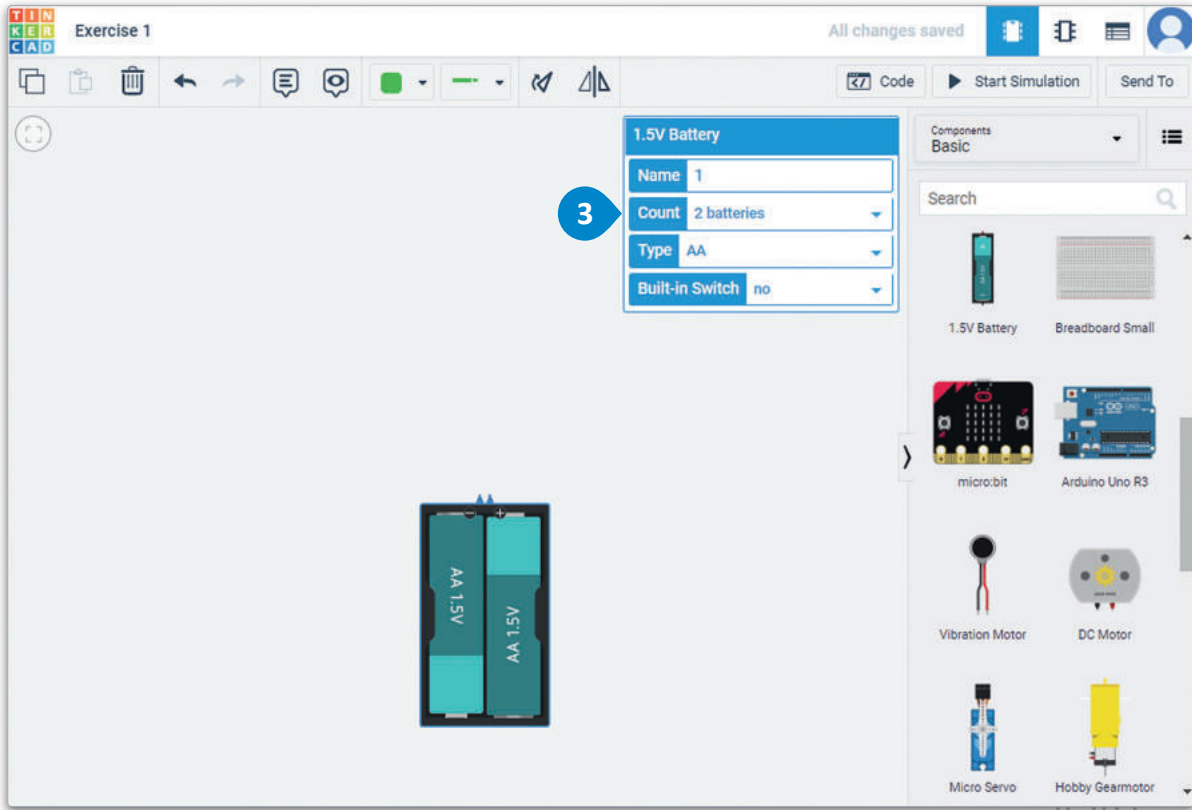 TIN
KER
CAD
Exercise 1
All changes saved
Code
Start Simulation
Send To
1.5V Battery
Name 1
3
Count 2 batteries
Type AA
Built-in Switch no
Components
Basic
Search
1.5V Battery
Breadboard Small
micro:bit
Arduino Uno R3
Vibration Motor
DC Motor
Micro Servo
Hobby Gearmotor
AA 1.5V
AA 1.5V